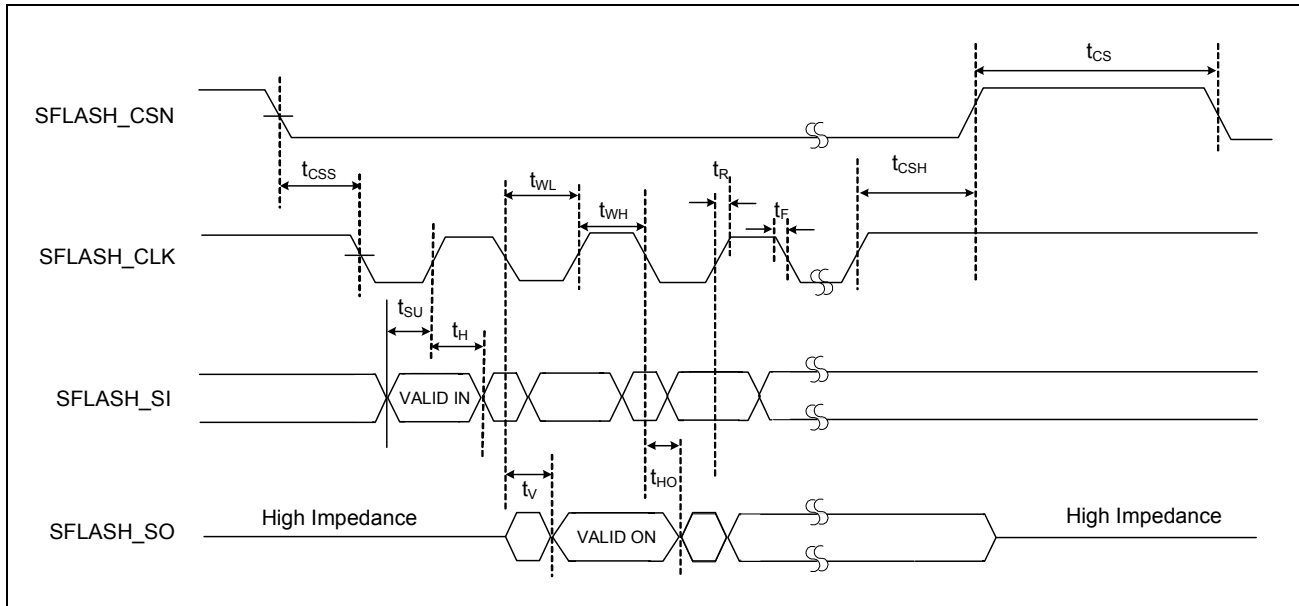 tCS
SFLASH_CSN
tCSS
tWL
tWH
tR
tF
tCSH
SFLASH_CLK
tSU
tH
SFLASH_SI
VALID IN
tV
tHO
SFLASH_SO
High Impedance
VALID ON
High Impedance